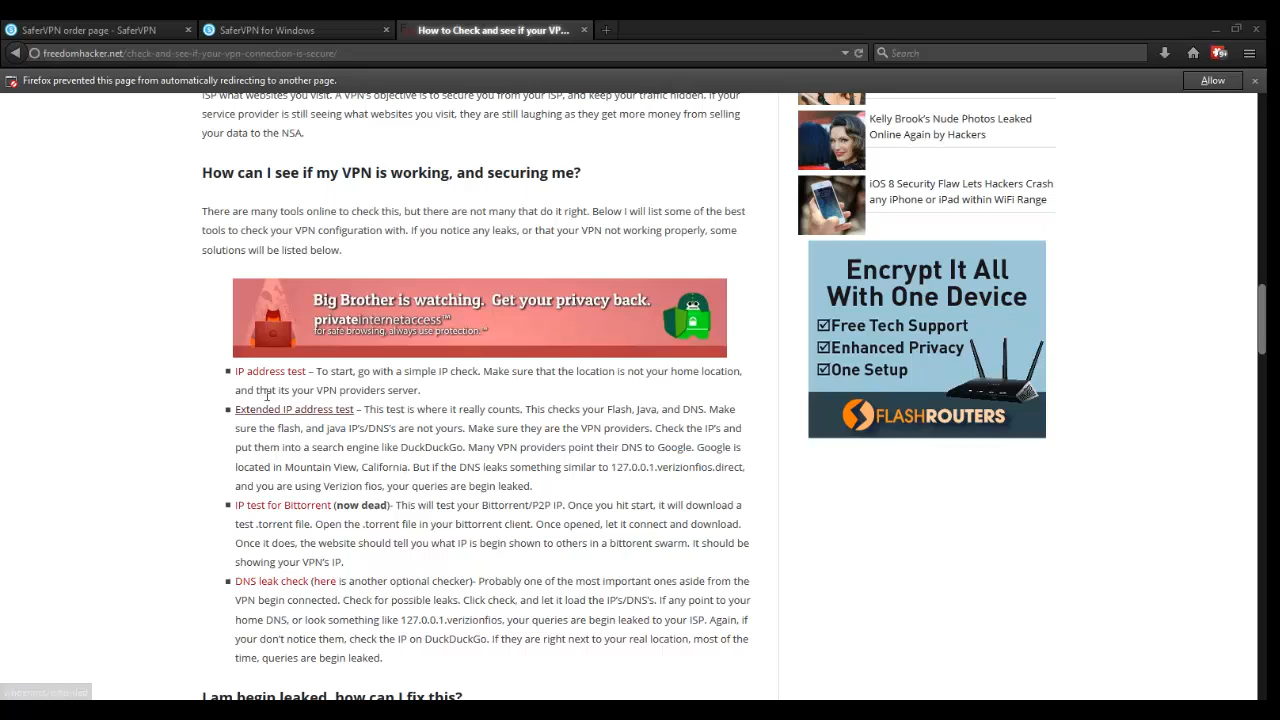 SaferVPN order page - SaferVPN
SaferVPN for Windows
How to Check and see if your VP...
freedomhacker.net/check-and-see-if-your-vpn-connection-is-secure/
Search
9+
Firefox prevented this page from automatically redirecting to another page.
Allow
ISP what websites you visit. A VPN's objective is to secure you from your ISP, and keep your traffic hidden. If your
service provider is still seeing what websites you visit, they are still laughing as they get more money from selling
your data to the NSA.
How can I see if my VPN is working, and securing me?
There are many tools online to check this, but there are not many that do it right. Below I will list some of the best
tools to check your VPN configuration with. If you notice any leaks, or that your VPN not working properly, some
solutions will be listed below.
Big Brother is watching. Get your privacy back.
privateinternetaccess™
for safe browsing, always use protection.™
IP address test – To start, go with a simple IP check. Make sure that the location is not your home location,
and that its your VPN providers server.
Extended IP address test – This test is where it really counts. This checks your Flash, Java, and DNS. Make
sure the flash, and java IP's/DNS's are not yours. Make sure they are the VPN providers. Check the IP's and
put them into a search engine like DuckDuckGo. Many VPN providers point their DNS to Google. Google is
located in Mountain View, California. But if the DNS leaks something similar to 127.0.0.1.verizionfios.direct,
and you are using Verizion fios, your queries are begin leaked.
IP test for Bittorrent (now dead)- This will test your Bittorrent/P2P IP. Once you hit start, it will download a
test .torrent file. Open the .torrent file in your bittorrent client. Once opened, let it connect and download.
Once it does, the website should tell you what IP is begin shown to others in a bittorent swarm. It should be
showing your VPN's IP.
DNS leak check (here is another optional checker)- Probably one of the most important ones aside from the
VPN begin connected. Check for possible leaks. Click check, and let it load the IP's/DNS's. If any point to your
home DNS, or look something like 127.0.0.1.verizionfios, your queries are begin leaked to your ISP. Again, if
your don't notice them, check the IP on DuckDuckGo. If they are right next to your real location, most of the
time, queries are begin leaked.
I am begin leaked, how can I fix this?
Kelly Brook's Nude Photos Leaked
Online Again by Hackers
iOS 8 Security Flaw Lets Hackers Crash
any iPhone or iPad within WiFi Range
Encrypt It All
With One Device
Free Tech Support
Enhanced Privacy
One Setup
FLASHROUTERS